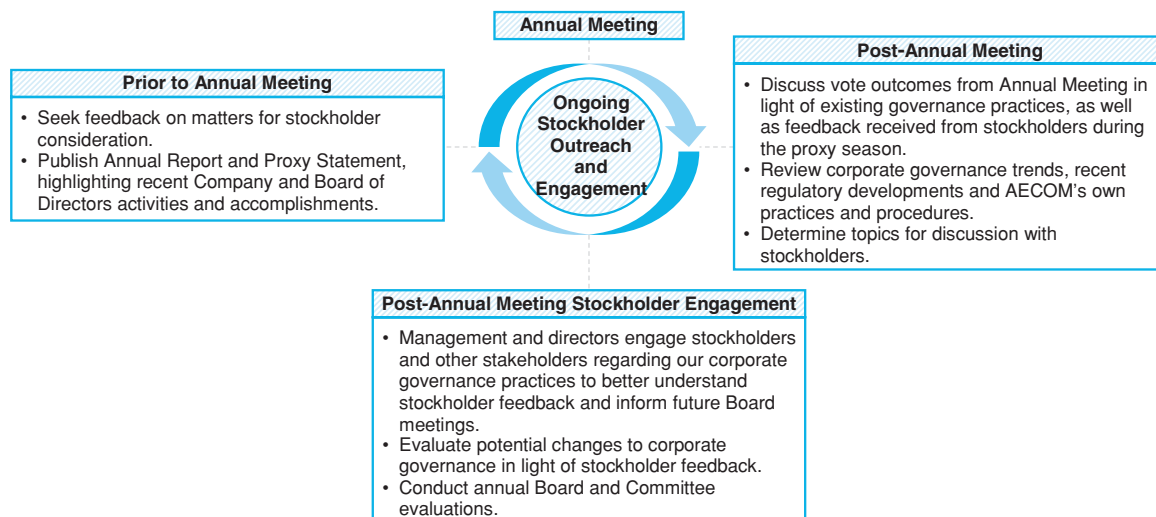 Annual Meeting
Prior to Annual Meeting
• Seek feedback on matters for stockholder
consideration.
• Publish Annual Report and Proxy Statement,
highlighting recent Company and Board of
Directors activities and accomplishments.
Ongoing
Stockholder
Outreach
and
Engagement
Post-Annual Meeting
• Discuss vote outcomes from Annual Meeting in
light of existing governance practices, as well
as feedback received from stockholders during
the proxy season.
• Review corporate governance trends, recent
regulatory developments and AECOM's own
practices and procedures.
• Determine topics for discussion with
stockholders.
Post-Annual Meeting Stockholder Engagement
• Management and directors engage stockholders
and other stakeholders regarding our corporate
governance practices to better understand
stockholder feedback and inform future Board
meetings.
• Evaluate potential changes to corporate
governance in light of stockholder feedback.
• Conduct annual Board and Committee
evaluations.